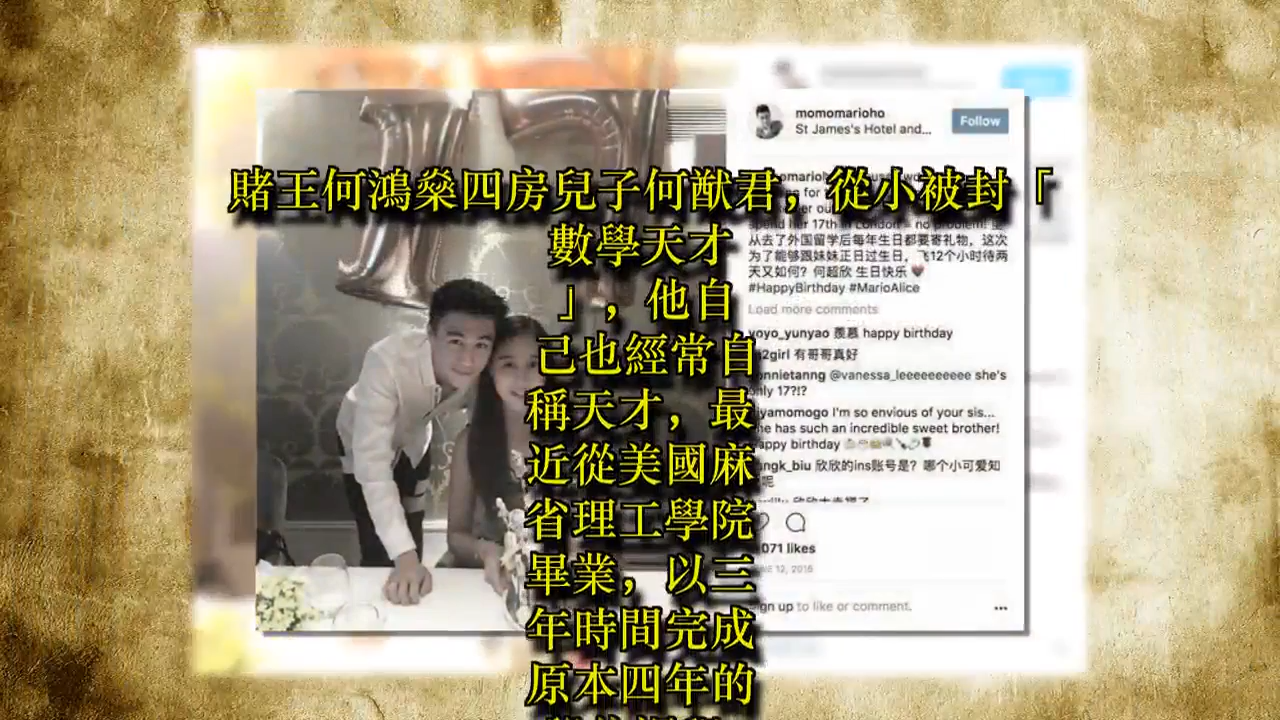 賭王何鴻燊四房兒子何猷君，從小被封「
數學天才
」，他自
己也經常自
稱天才，最
近從美國麻
省理工學院
畢業，以三
年時間完成
原本四年的
momomarioho
St James's Hotel and...
Follow
从去了外国留学后每年生日都要寄礼物，这次
为了能够跟妹妹正日过生日，飞12个小时待两
天又如何？何超欣 生日快乐
#HappyBirthday #MarioAlice
Load more comments
yoyo_yunyao 羡慕 happy birthday
2girl 有哥哥真好
onnietanng @vanessa_leeeeeeeeee she's
only 17?!?
iyamomogo I'm so envious of your sis...
she has such an incredible sweet brother!
happy birthday
ngk_biu 欣欣的ins账号是？哪个小可爱知
呢
071 likes
sign up to like or comment.